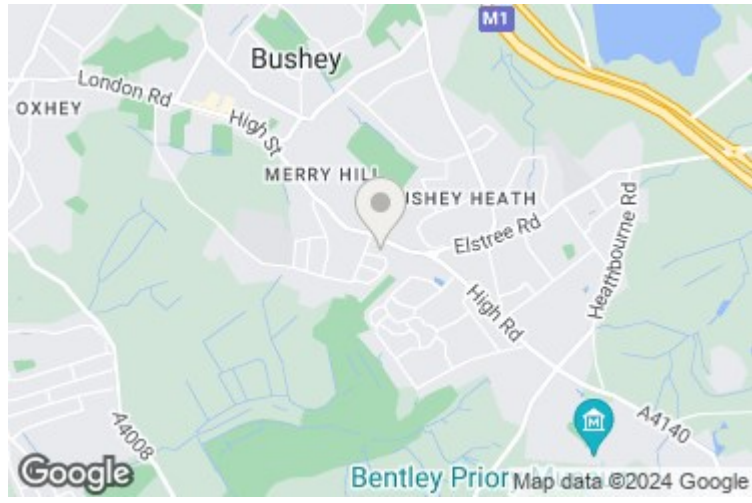 M1
Bushey
London Rd
OXHEY
High St
MERRY HILL
USHEY HEATH
Elstree Rd
Heathbourne Rd
High Rd
A4008
A4140
M
Bentley Prior
Google
Map data ©2024 Google